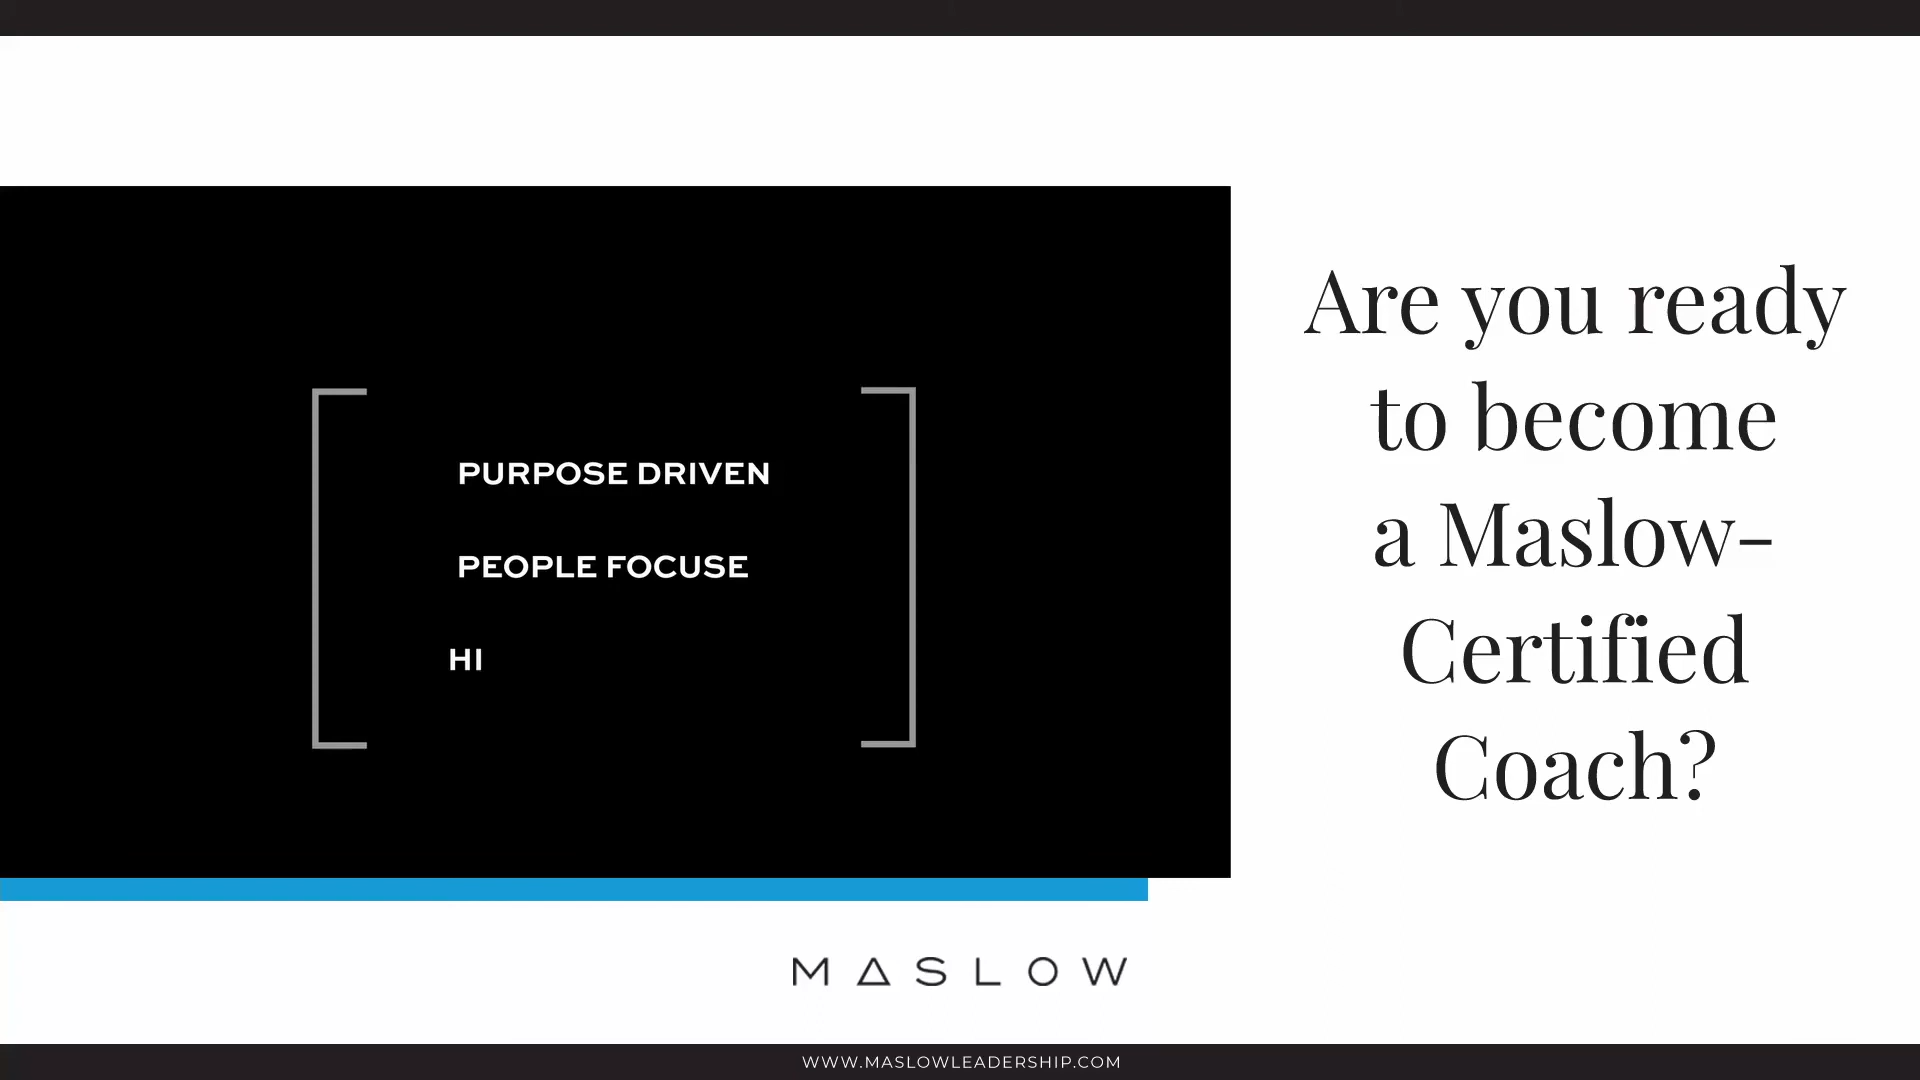 PURPOSE DRIVEN
PEOPLE FOCUSE
HI
Are you ready
to become
a Maslow-
Certified
Coach?
MASLOW
WWW.MASLOWLEADERSHIP.COM